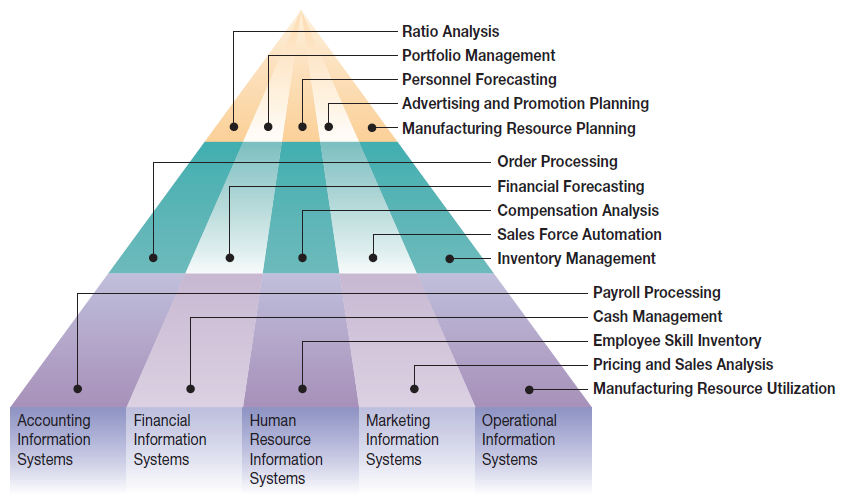 Ratio Analysis
Portfolio Management
Personnel Forecasting
Advertising and Promotion Planning
Manufacturing Resource Planning
Order Processing
Financial Forecasting
Compensation Analysis
Sales Force Automation
Inventory Management
Payroll Processing
Cash Management
Employee Skill Inventory
Pricing and Sales Analysis
Manufacturing Resource Utilization
Accounting
Information
Systems
Financial
Information
Systems
Human
Resource
Information
Systems
Marketing
Information
Systems
Operational
Information
Systems